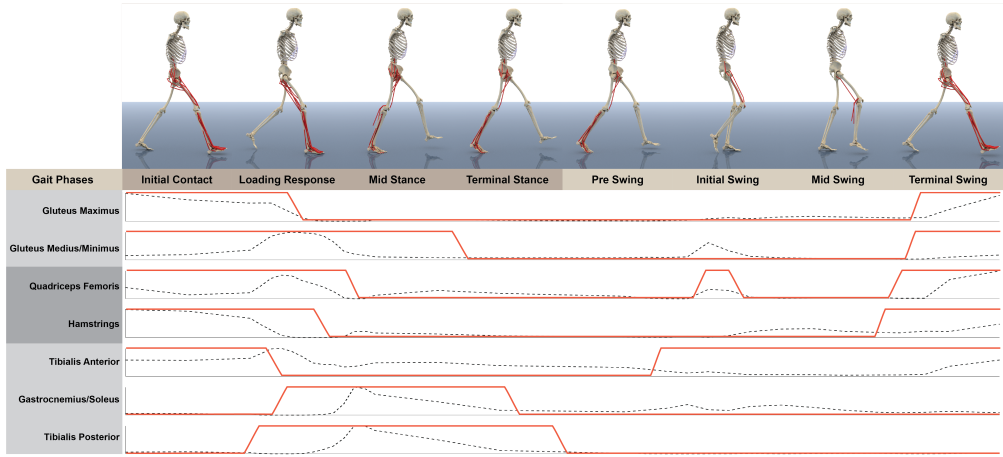 Gait Phases Initial Contact Loading Response Mid Stance Terminal Stance Pre Swing Initial Swing Mid Swing Terminal Swing
Gluteus Maximus
Gluteus Medius/Minimus
Quadriceps Femoris
Hamstrings
Tibialis Anterior
Gastrocnemius/Soleus
Tibialis Posterior